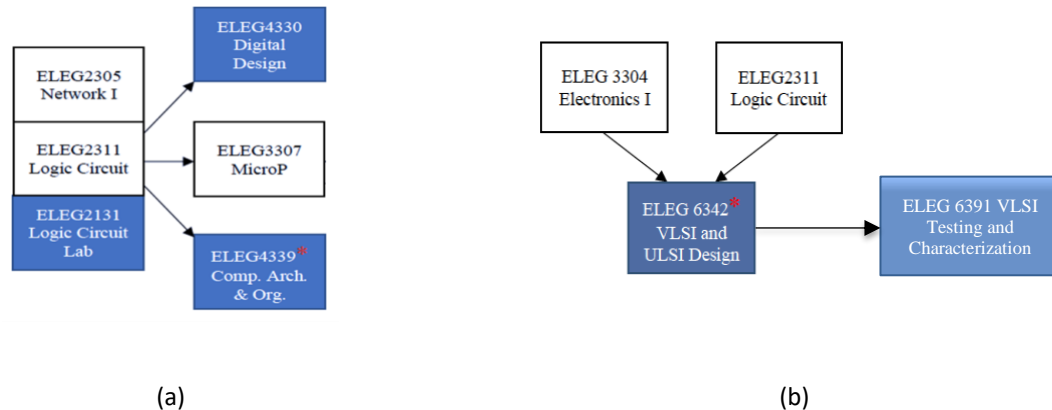 ELEG2305
Network I
ELEG2311
Logic Circuit
ELEG2131
Logic Circuit
Lab
ELEG4330
Digital
Design
ELEG3307
MicroP
ELEG4339*
Comp. Arch.
& Org.
(a)
ELEG 3304
Electronics I
ELEG2311
Logic Circuit
ELEG 6342*
VLSI and
ULSI Design
ELEG 6391 VLSI
Testing and
Characterization
(b)